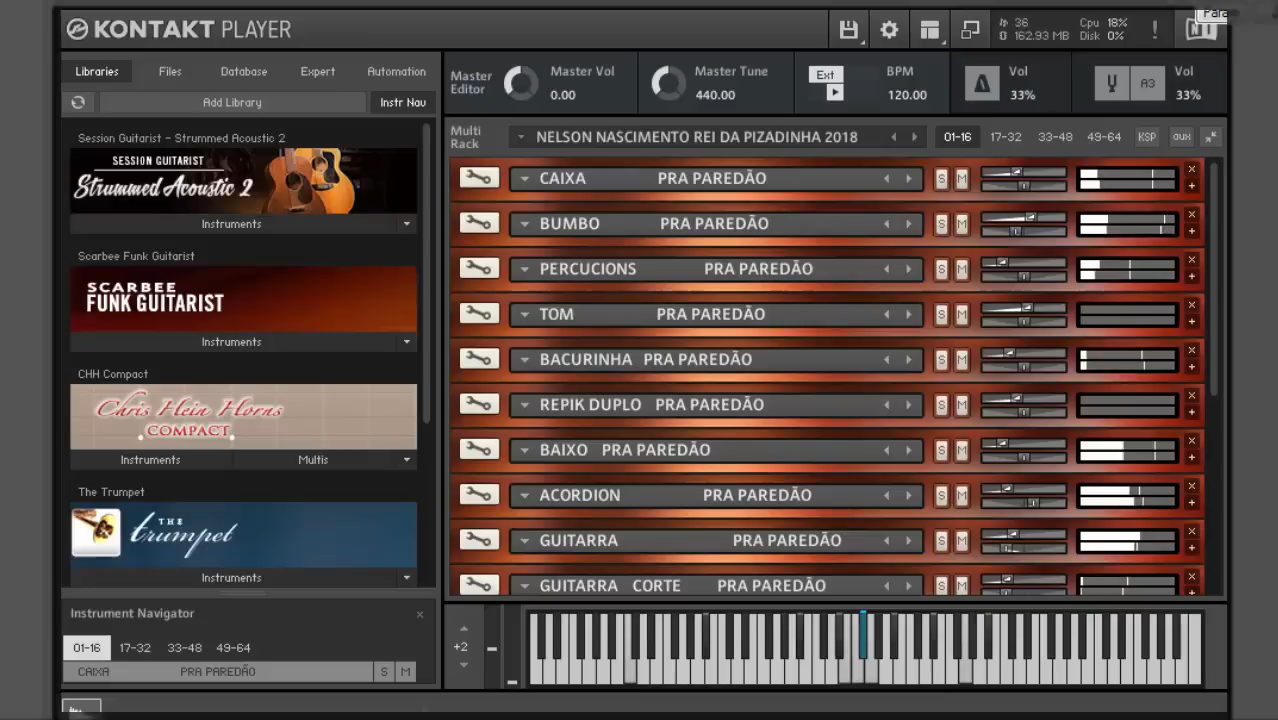 Para
KONTAKT PLAYER
36
162.93 MB
Cpu 18%
Disk 0%
!
Libraries Files Database Expert Automation
Add Library Instr Nav
Master Editor
Master Vol
0.00
Master Tune
440.00
Ext
BPM
120.00
Vol
33%
A3
Vol
33%
Multi Rack
NELSON NASCIMENTO REI DA PIZADINHA 2018
01-16 17-32 33-48 49-64 KSP aux
Session Guitarist - Strummed Acoustic 2
SESSION GUITARIST
Strummed Acoustic 2
Instruments
Scarbee Funk Guitarist
SCARBEE
FUNK GUITARIST
Instruments
CHH Compact
Chris Hein Horns
COMPACT
Instruments Multis
The Trumpet
THE
trumpet
Instruments
Instrument Navigator x
01-16 17-32 33-48 49-64
CAIXA PRA PAREDÃO S M
CAIXA PRA PAREDÃO S M
BUMBO PRA PAREDÃO S M
PERCUCIONS PRA PAREDÃO S M
TOM PRA PAREDÃO S M
BACURINHA PRA PAREDÃO S M
REPIK DUPLO PRA PAREDÃO S M
BAIXO PRA PAREDÃO S M
ACORDION PRA PAREDÃO S M
GUITARRA PRA PAREDÃO S M
GUITARRA CORTE PRA PAREDÃO S M
+2